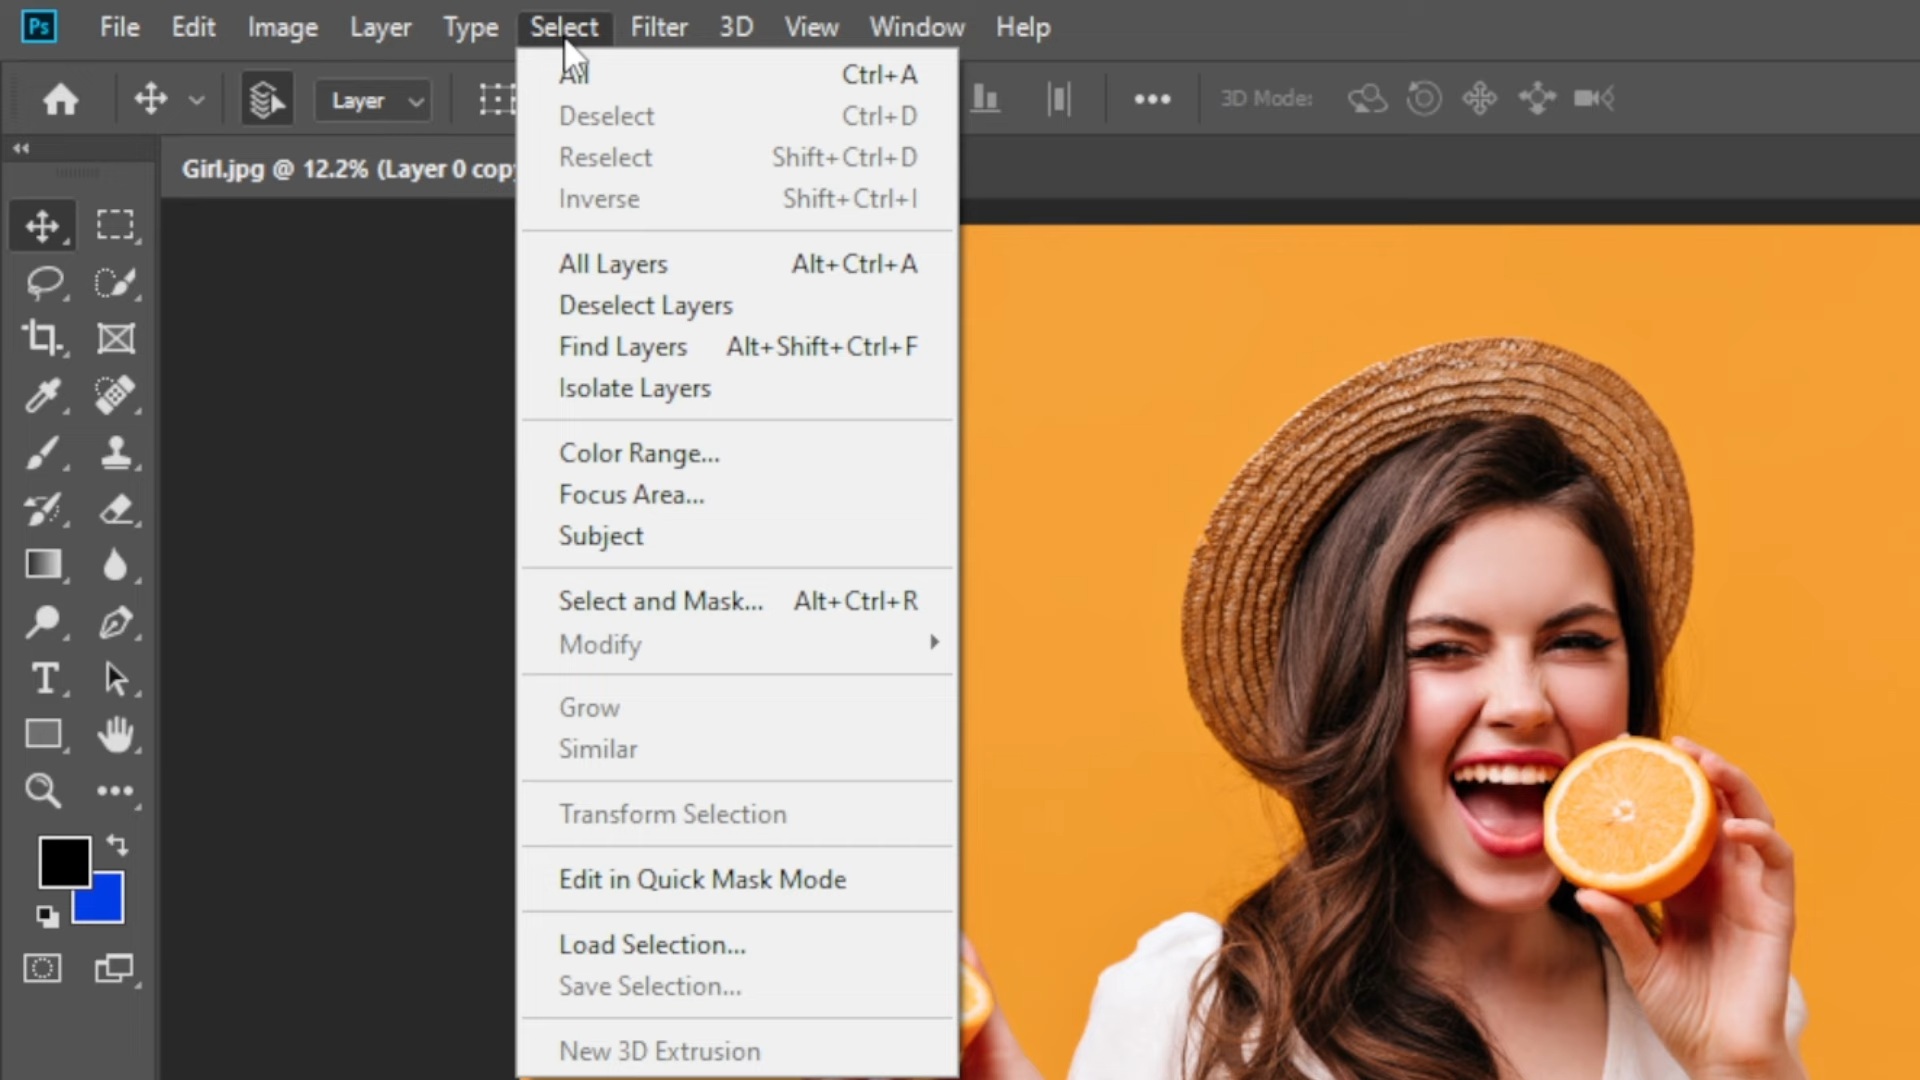 Ps File Edit Image Layer Type Select Filter 3D View Window Help
Layer 3D Mode:
Girl.jpg @ 12.2% (Layer 0 cop
All Ctrl+A
Deselect Ctrl+D
Reselect Shift+Ctrl+D
Inverse Shift+Ctrl+I
All Layers Alt+Ctrl+A
Deselect Layers
Find Layers Alt+Shift+Ctrl+F
Isolate Layers
Color Range...
Focus Area...
Subject
Select and Mask... Alt+Ctrl+R
Modify
Grow
Similar
Transform Selection
Edit in Quick Mask Mode
Load Selection...
Save Selection...
New 3D Extrusion